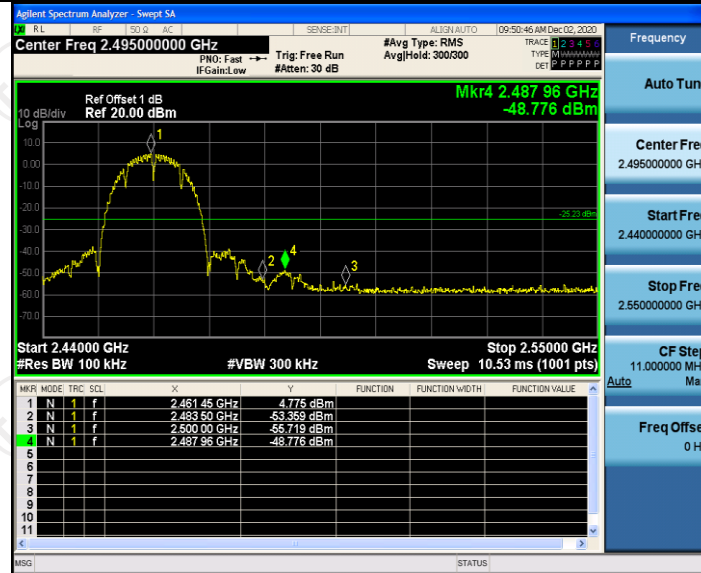 Agilent Spectrum Analyzer - Swept SA
LXI RL RF 50 Ω AC SENSE:INT ALIGN AUTO 09:50:46 AM Dec 02, 2020
Center Freq 2.495000000 GHz
#Avg Type: RMS
TRACE 1 2 3 4 5 6
PNO: Fast
Trig: Free Run
Avg|Hold: 300/300
TYPE M
IFGain:Low
#Atten: 30 dB
DET P P P P P P
Mkr4 2.487 96 GHz
-48.776 dBm
Ref Offset 1 dB
10 dB/div Ref 20.00 dBm
Log
10.0
0.00
-10.0
-20.0
-30.0
-40.0
-50.0
-60.0
-70.0
1
2
4
3
-25.23 dBm
Start 2.44000 GHz
Stop 2.55000 GHz
#Res BW 100 kHz
#VBW 300 kHz
Sweep 10.53 ms (1001 pts)
MKR MODE TRC SCL X Y FUNCTION FUNCTION WIDTH FUNCTION VALUE
1 N 1 f 2.461 45 GHz 4.775 dBm
2 N 1 f 2.483 50 GHz -53.359 dBm
3 N 1 f 2.500 00 GHz -55.719 dBm
4 N 1 f 2.487 96 GHz -48.776 dBm
5
6
7
8
9
10
11
MSG
STATUS
Frequency
Auto Tun
Center Fre
2.495000000 GH
Start Fre
2.440000000 GH
Stop Fre
2.550000000 GH
CF Step
11.000000 MH
Auto Ma
Freq Offse
0 H